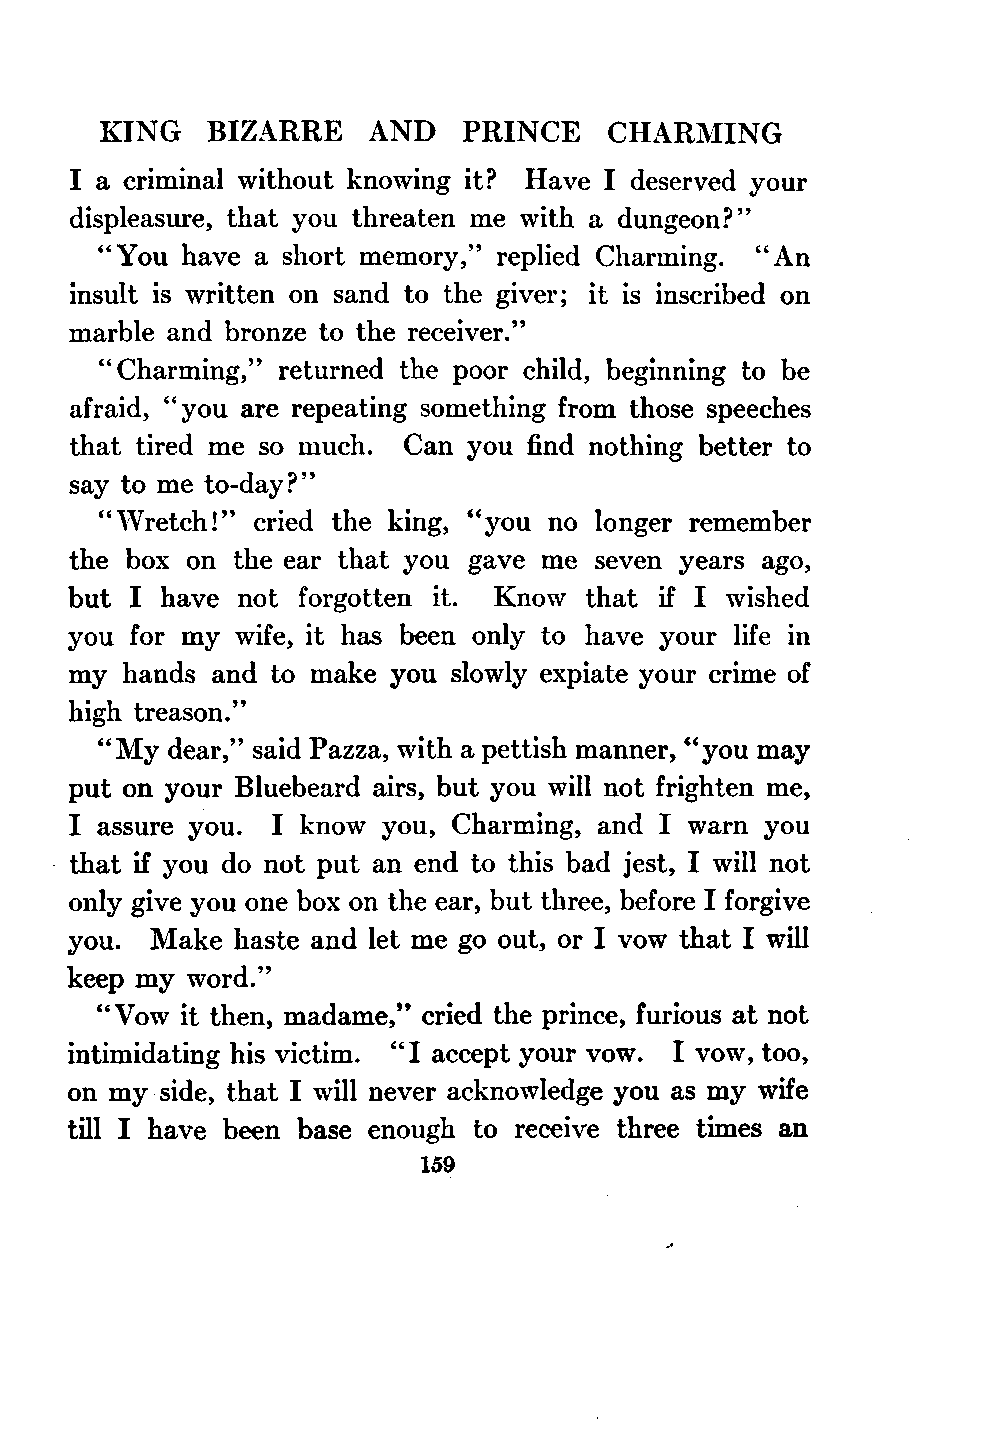 KING BIZARRE AND PRINCE CHARMING
I a criminal without knowing it? Have I deserved your
displeasure, that you threaten me with a dungeon?”
“You have a short memory,” replied Charming. “An
insult is written on sand to the giver; it is inscribed on
marble and bronze to the receiver.”
“Charming,” returned the poor child, beginning to be
afraid, “you are repeating something from those speeches
that tired me so much. Can you find nothing better to
say to me to-day?”
“Wretch!” cried the king, “you no longer remember
the box on the ear that you gave me seven years ago,
but I have not forgotten it. Know that if I wished
you for my wife, it has been only to have your life in
my hands and to make you slowly expiate your crime of
high treason.”
“My dear,” said Pazza, with a pettish manner, “you may
put on your Bluebeard airs, but you will not frighten me,
I assure you. I know you, Charming, and I warn you
that if you do not put an end to this bad jest, I will not
only give you one box on the ear, but three, before I forgive
you. Make haste and let me go out, or I vow that I will
keep my word.”
“Vow it then, madame,” cried the prince, furious at not
intimidating his victim. “I accept your vow. I vow, too,
on my side, that I will never acknowledge you as my wife
till I have been base enough to receive three times an
159